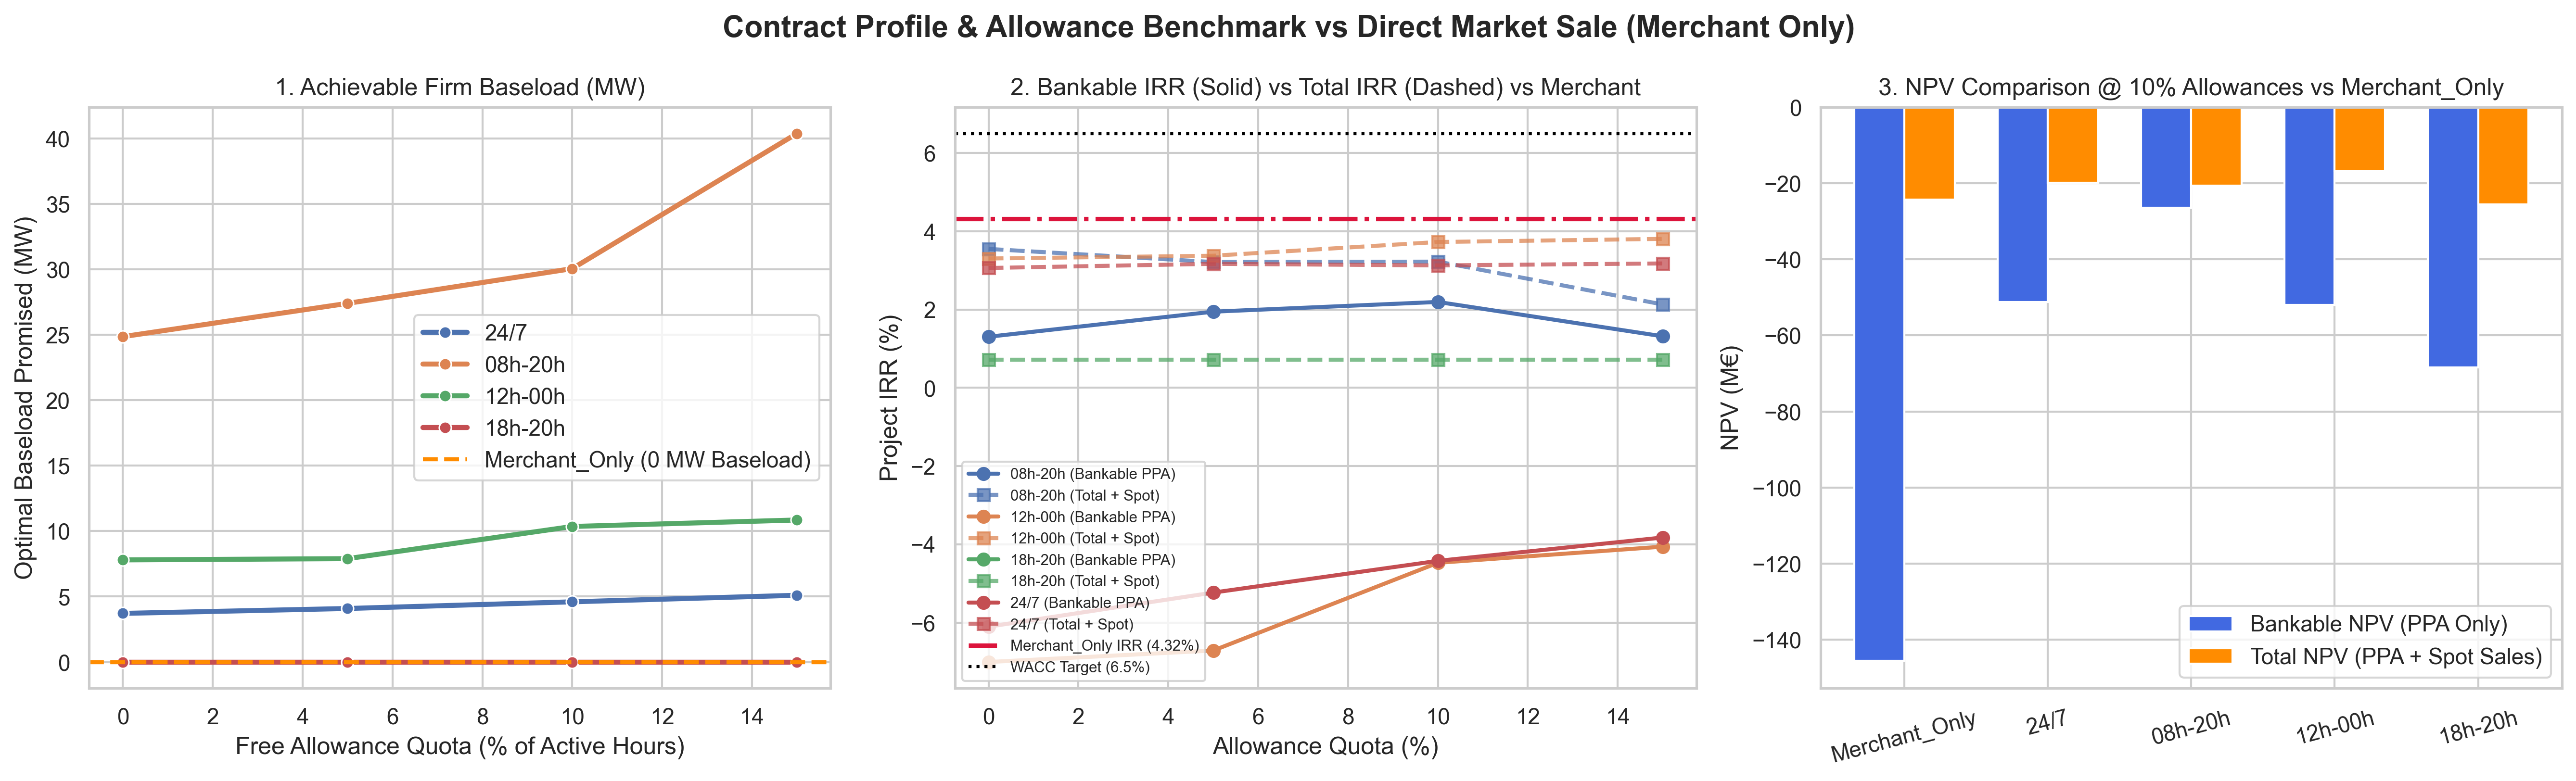 Contract Profile & Allowance Benchmark vs Direct Market Sale (Merchant Only)
1. Achievable Firm Baseload (MW)
Optimal Baseload Promised (MW)
40
35
30
25
20
15
10
5
0
24/7
08h-20h
12h-00h
18h-20h
Merchant_Only (0 MW Baseload)
0 2 4 6 8 10 12 14
Free Allowance Quota (% of Active Hours)
2. Bankable IRR (Solid) vs Total IRR (Dashed) vs Merchant
Project IRR (%)
6
4
2
0
−2
−4
−6
08h-20h (Bankable PPA)
08h-20h (Total + Spot)
12h-00h (Bankable PPA)
12h-00h (Total + Spot)
18h-20h (Bankable PPA)
18h-20h (Total + Spot)
24/7 (Bankable PPA)
24/7 (Total + Spot)
Merchant_Only IRR (4.32%)
WACC Target (6.5%)
0 2 4 6 8 10 12 14
Allowance Quota (%)
3. NPV Comparison @ 10% Allowances vs Merchant_Only
NPV (M€)
0
−20
−40
−60
−80
−100
−120
−140
Bankable NPV (PPA Only)
Total NPV (PPA + Spot Sales)
Merchant_Only 24/7 08h-20h 12h-00h 18h-20h